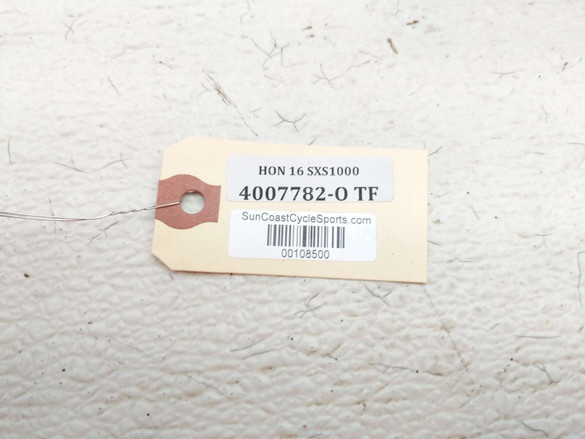 HON 16 SXS1000
4007782-O TF
SunCoastCycleSports.com
00108500